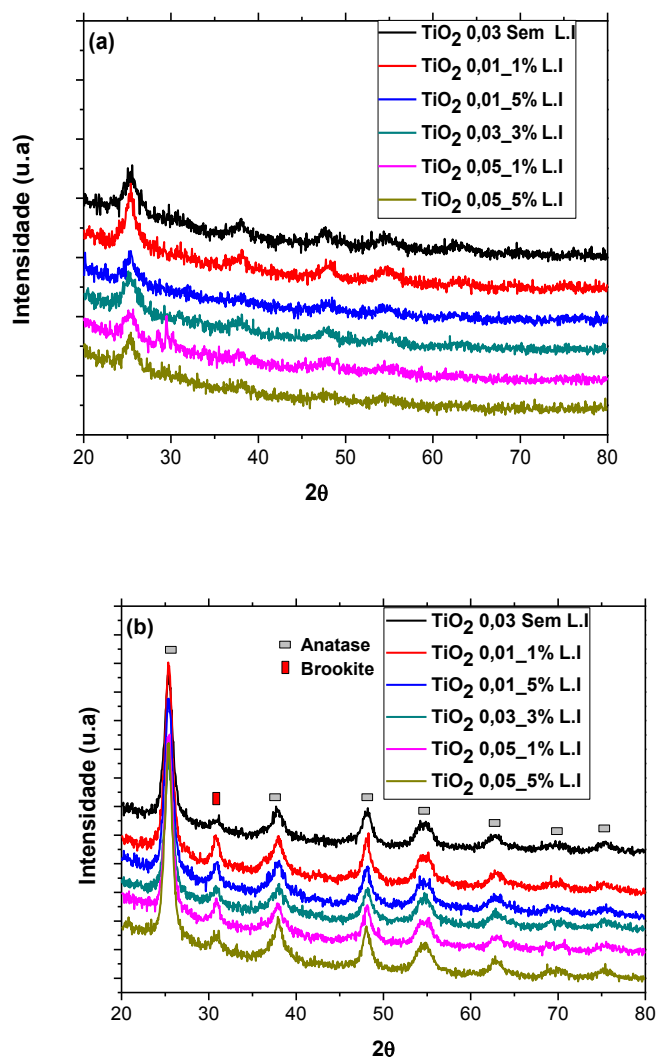 (a)
TiO2 0,03 Sem L.I
TiO2 0,01_1% L.I
TiO2 0,01_5% L.I
TiO2 0,03_3% L.I
TiO2 0,05_1% L.I
TiO2 0,05_5% L.I
Intensidade (u.a)
20 30 40 50 60 70 80
2θ
(b)
Anatase
Brookite
TiO2 0,03 Sem L.I
TiO2 0,01_1% L.I
TiO2 0,01_5% L.I
TiO2 0,03_3% L.I
TiO2 0,05_1% L.I
TiO2 0,05_5% L.I
Intensidade (u.a)
20 30 40 50 60 70 80
2θ